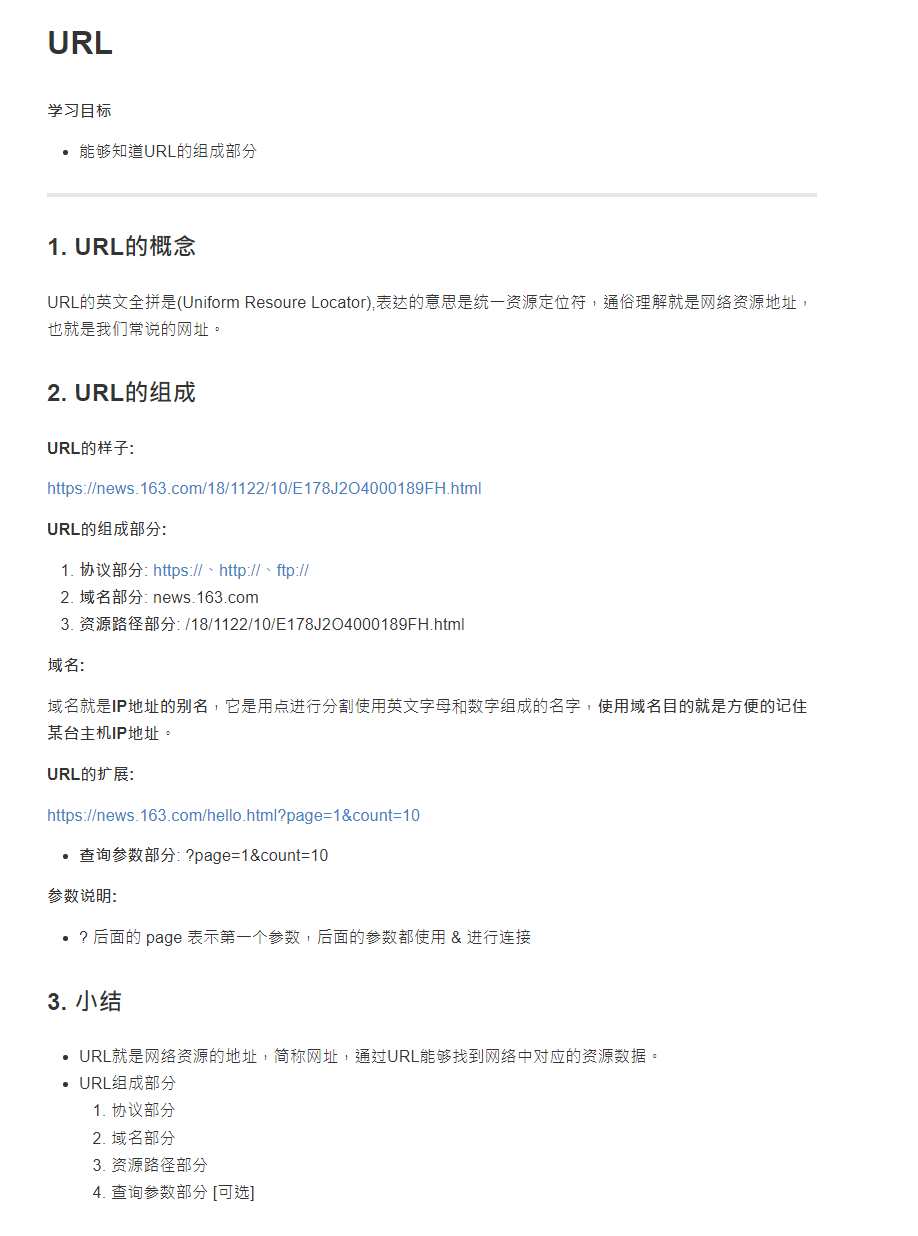 URL
学习目标
• 能够知道URL的组成部分
1. URL的概念
URL的英文全拼是(Uniform Resoure Locator),表达的意思是统一资源定位符，通俗理解就是网络资源地址，
也就是我们常说的网址。
2. URL的组成
URL的样子:
https://news.163.com/18/1122/10/E178J2O4000189FH.html
URL的组成部分:
1. 协议部分: https://、http://、ftp://
2. 域名部分: news.163.com
3. 资源路径部分: /18/1122/10/E178J2O4000189FH.html
域名:
域名就是IP地址的别名，它是用点进行分割使用英文字母和数字组成的名字，使用域名目的就是方便的记住
某台主机IP地址。
URL的扩展:
https://news.163.com/hello.html?page=1&count=10
• 查询参数部分: ?page=1&count=10
参数说明:
• ? 后面的 page 表示第一个参数，后面的参数都使用 & 进行连接
3. 小结
• URL就是网络资源的地址，简称网址，通过URL能够找到网络中对应的资源数据。
• URL组成部分
1. 协议部分
2. 域名部分
3. 资源路径部分
4. 查询参数部分 [可选]